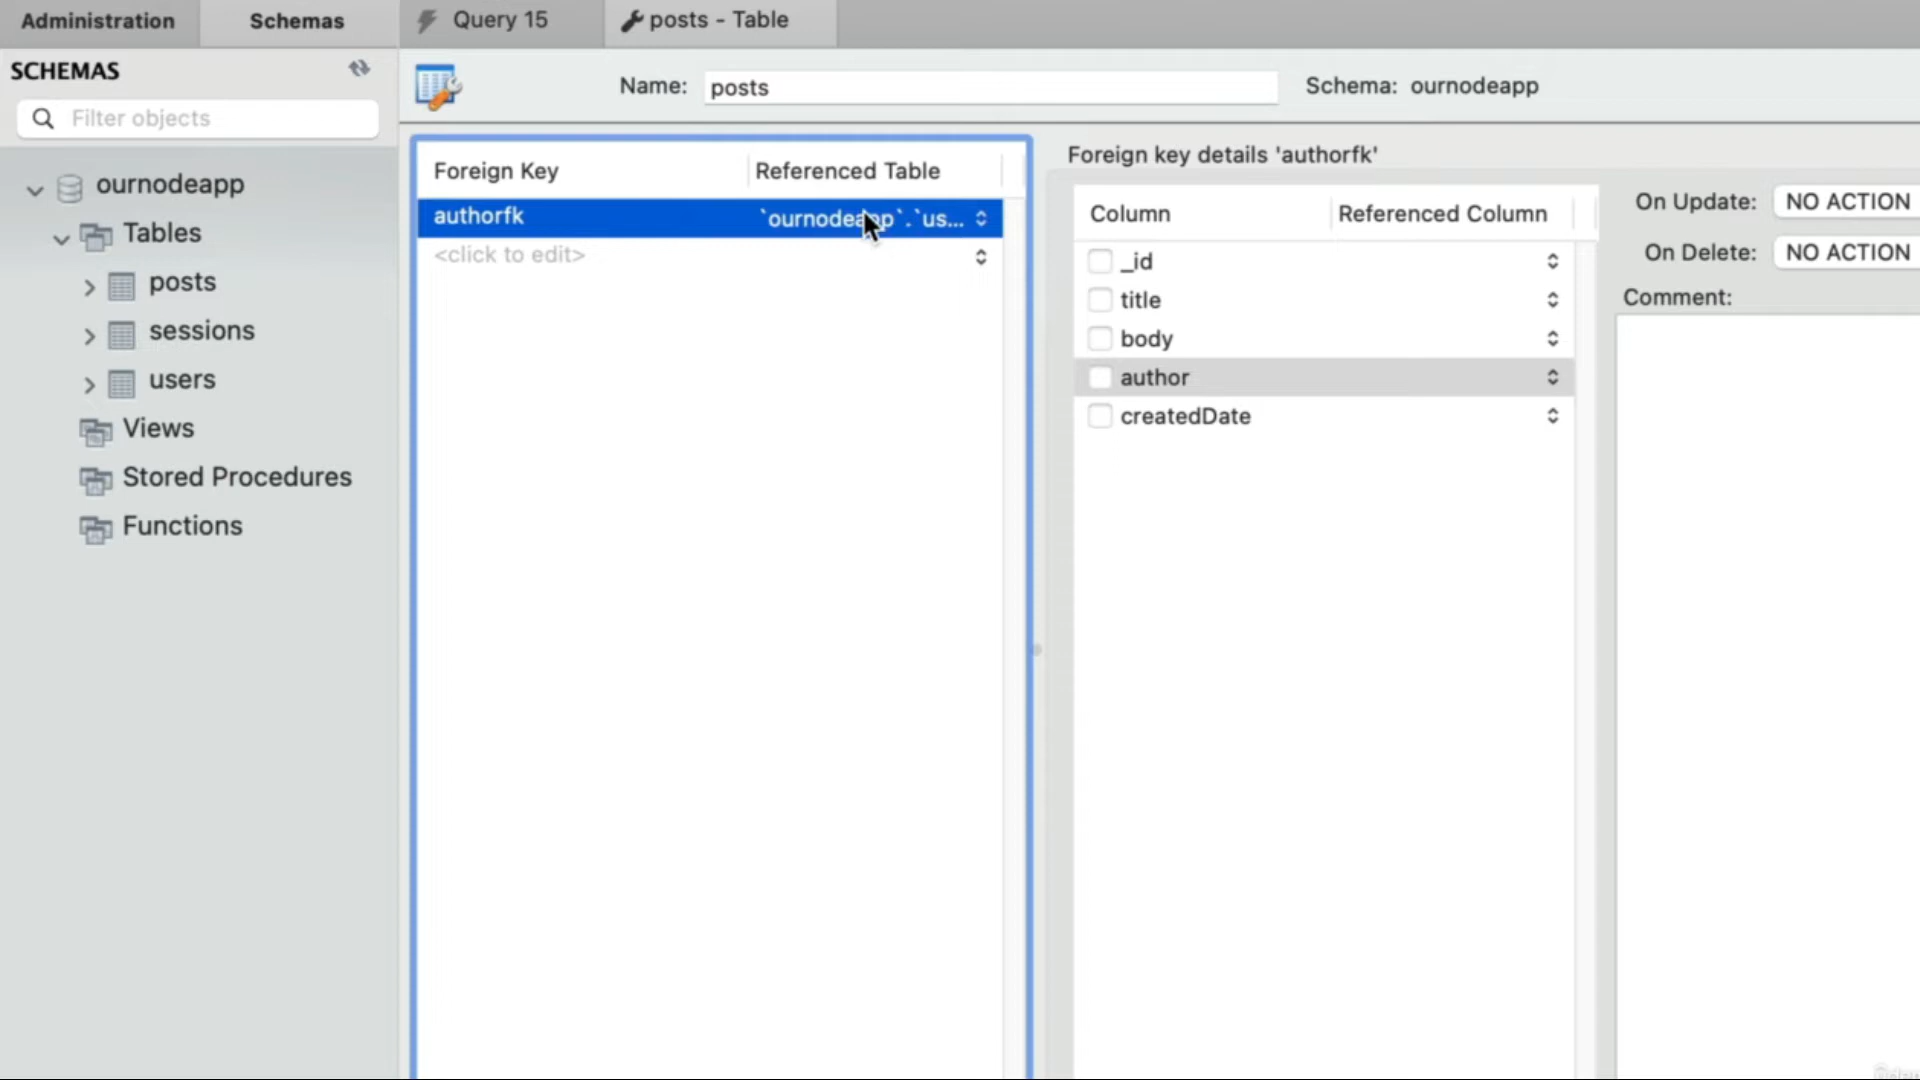 Administration
Schemas
Query 15
posts - Table
SCHEMAS
Filter objects
Name:
posts
Schema: ournodeapp
ournodeapp
Tables
posts
sessions
users
Views
Stored Procedures
Functions
Foreign Key
Referenced Table
authorfk
`ournodeapp`.`us...
<click to edit>
Foreign key details 'authorfk'
Column
Referenced Column
_id
title
body
author
createdDate
On Update:
NO ACTION
On Delete:
NO ACTION
Comment: